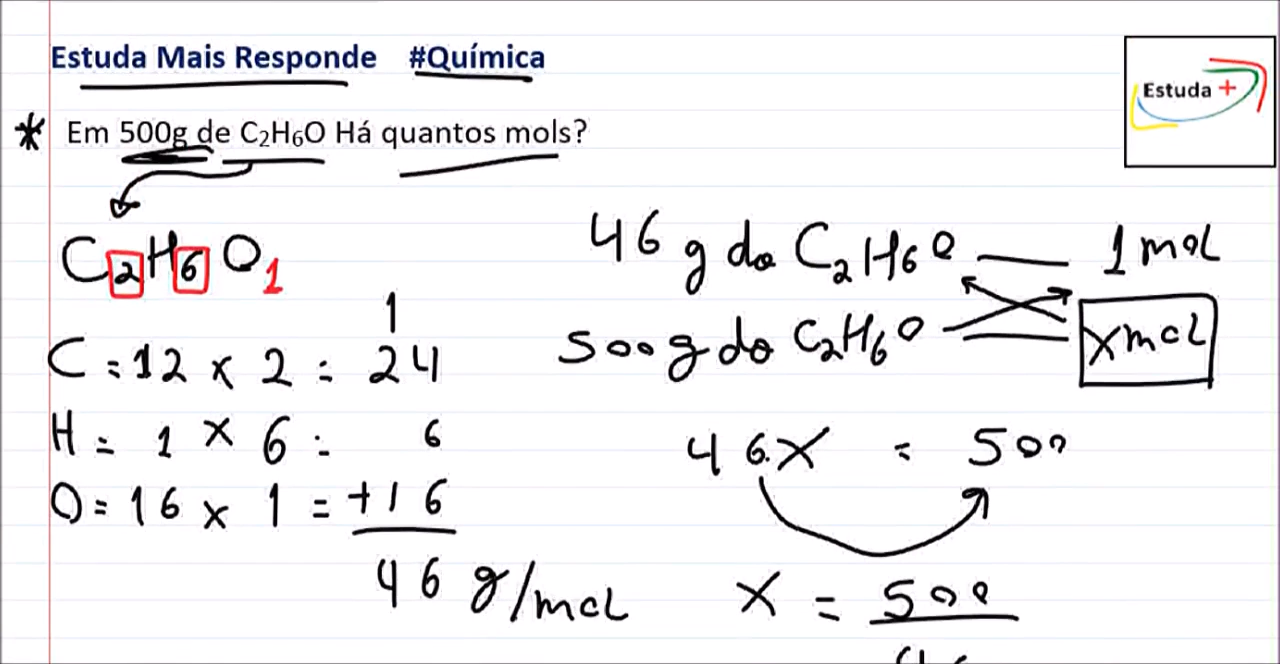 Estuda Mais Responde #Química
Estuda +
* Em 500g de C₂H₆O Há quantos mols?
C₂H₆O₁
1
C = 12 x 2 = 24
H = 1 x 6 = 6
O = 16 x 1 = +16
46 g/mol
46 g do C₂H₆O — 1 mol
500g do C₂H₆O = x mol
46.x = 500
x = 500